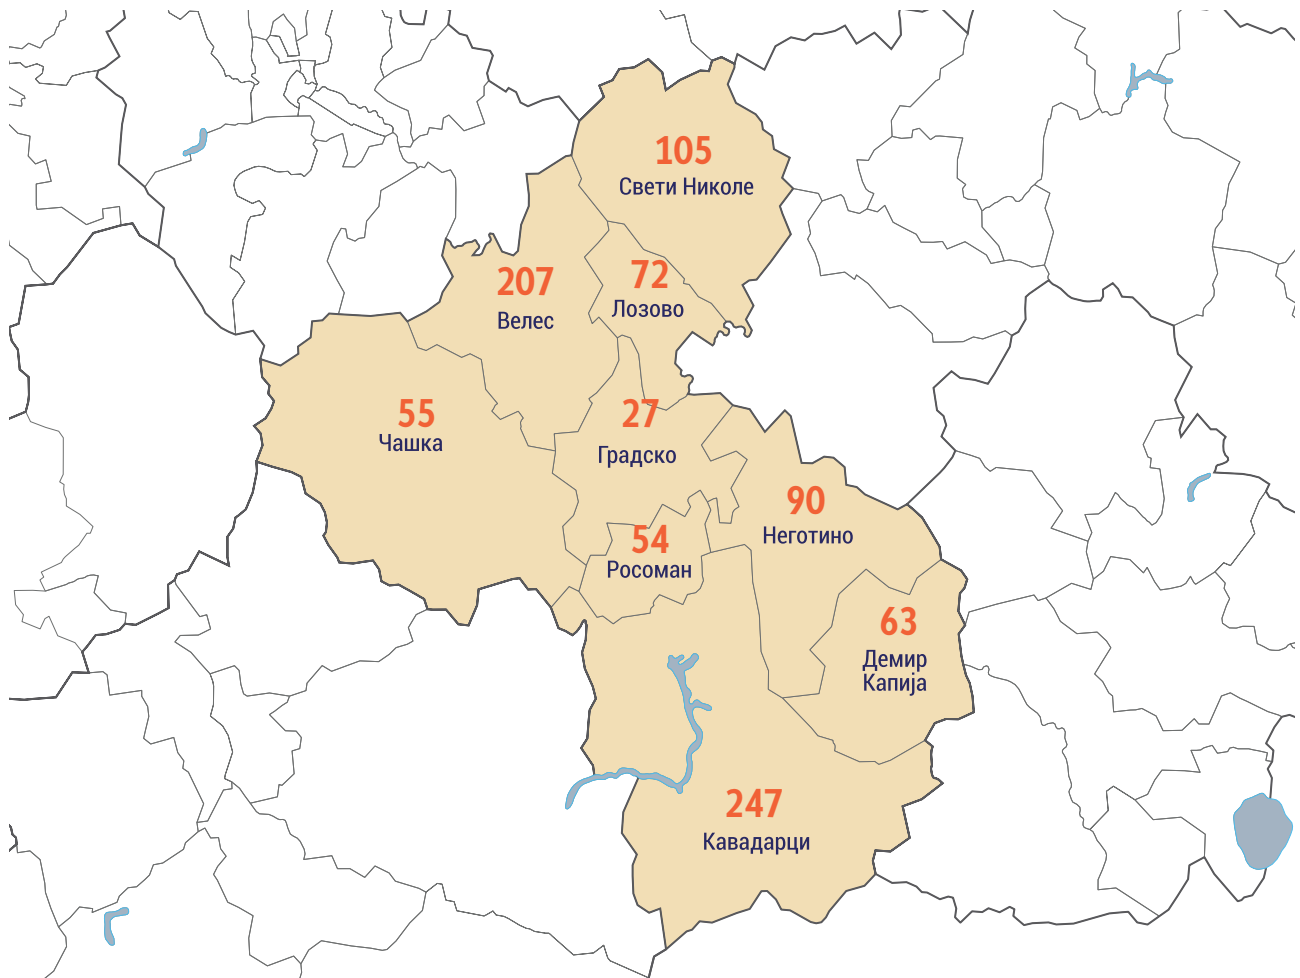 105
Свети Николе
207
Велес
72
Лозово
55
Чашка
27
Градско
90
Неготино
54
Росоман
63
Демир
Капија
247
Кавадарци